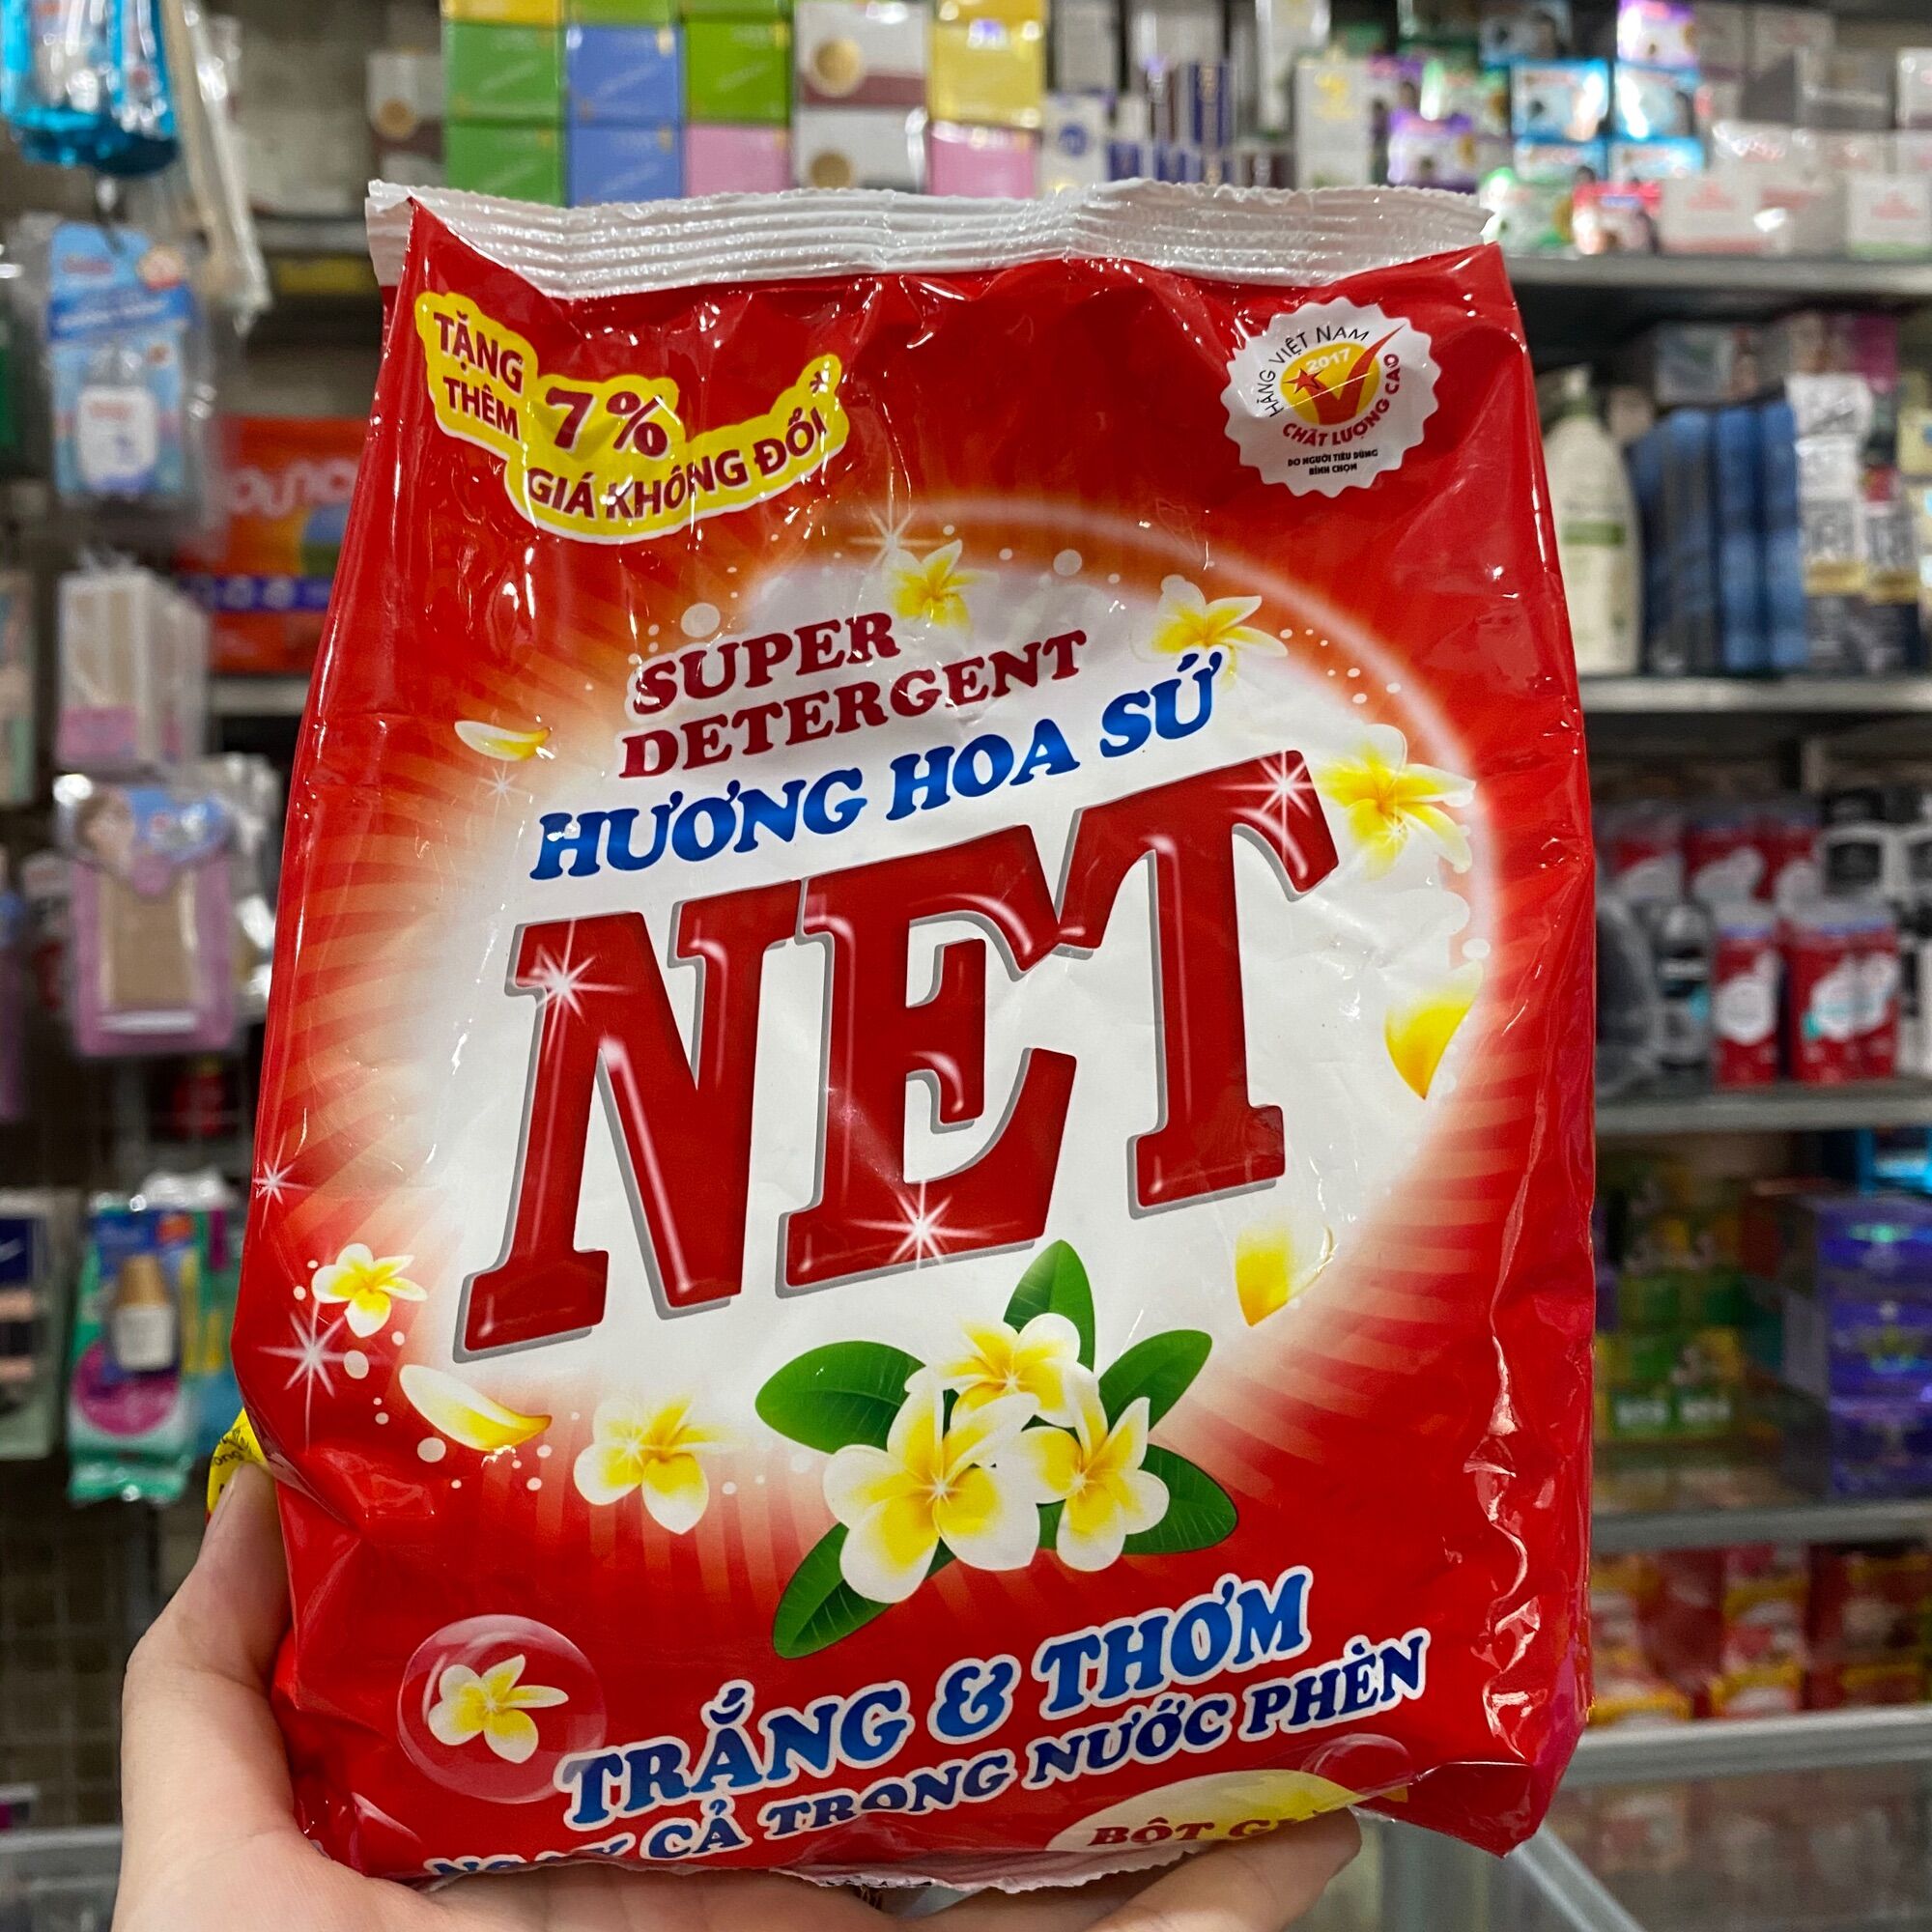 TẶNG
THÊM 7%
GIÁ KHÔNG ĐỔI*
HÀNG VIỆT NAM
2017
CHẤT LƯỢNG CAO
DO NGƯỜI TIÊU DÙNG
BÌNH CHỌN
SUPER
DETERGENT
HƯƠNG HOA SỨ
NET
TRẮNG & THƠM
NGAY CẢ TRONG NƯỚC PHÈN
BỘT